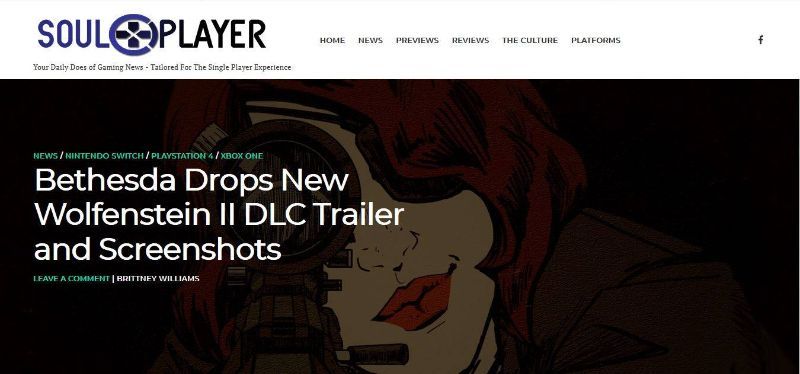 SOUL PLAYER
Your Daily Does of Gaming News - Tailored For The Single Player Experience
HOME NEWS PREVIEWS REVIEWS THE CULTURE PLATFORMS
NEWS / NINTENDO SWITCH / PLAYSTATION 4 / XBOX ONE
Bethesda Drops New
Wolfenstein II DLC Trailer
and Screenshots
LEAVE A COMMENT | BRITTNEY WILLIAMS